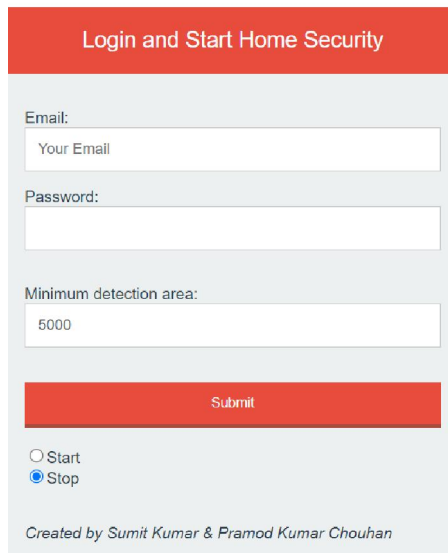 Login and Start Home Security
Email:
Your Email
Password:
Minimum detection area:
5000
Submit
Start
Stop
Created by Sumit Kumar & Pramod Kumar Chouhan